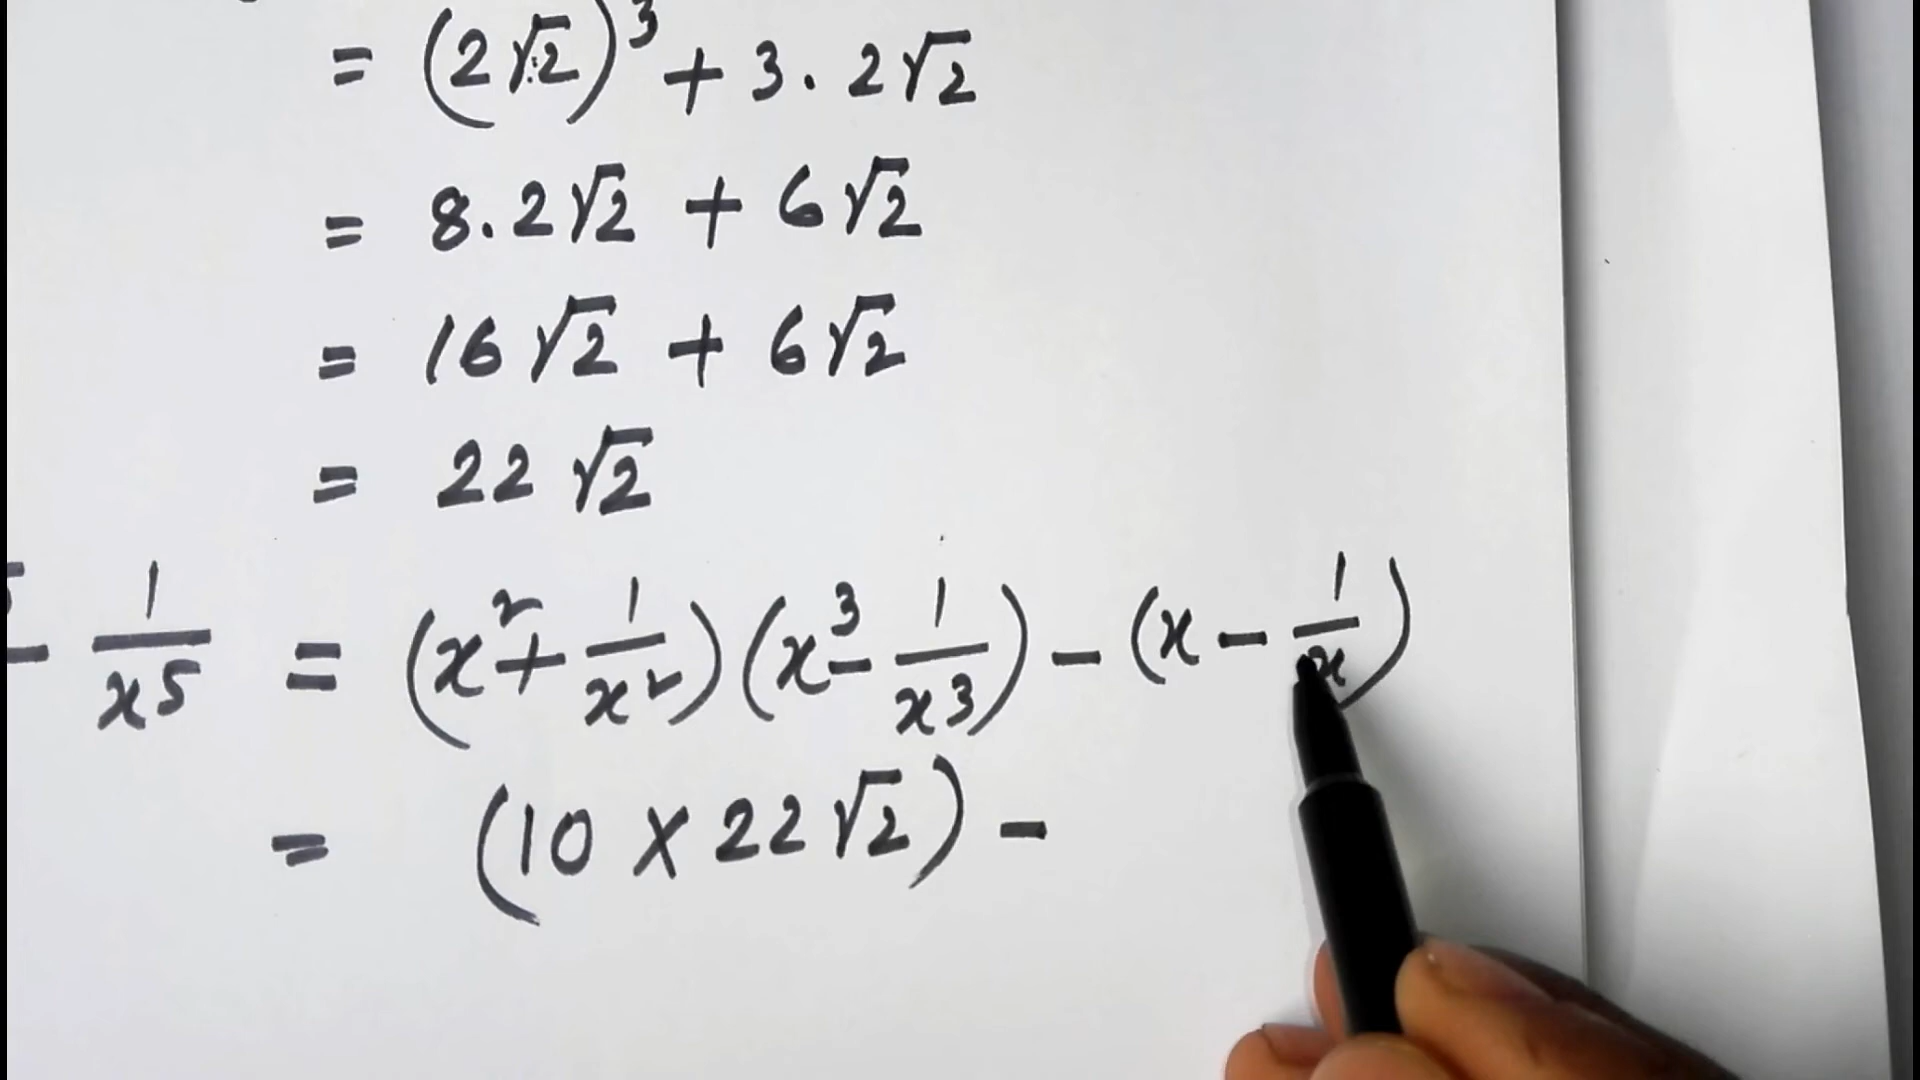 = (2√2)³ + 3. 2√2
= 8.2√2 + 6√2
= 16√2 + 6√2
= 22√2
- 1/x⁵ = (x² + 1/x²)(x³ - 1/x³) - (x - 1/x)
= (10 × 22√2) -